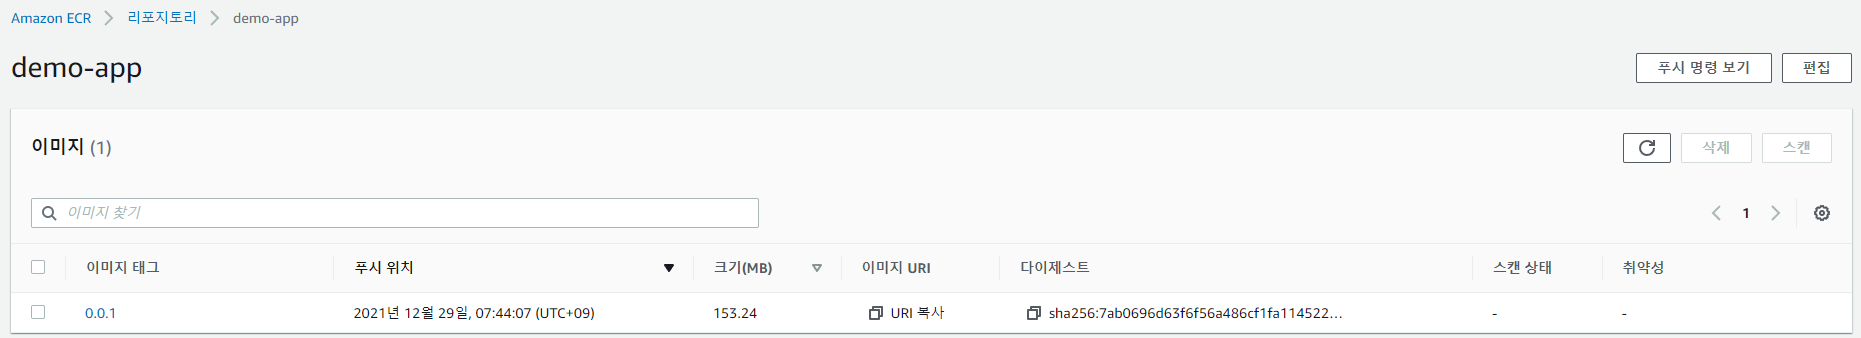 Amazon ECR > 리포지토리 > demo-app
demo-app
푸시 명령 보기 편집
이미지 (1)
삭제 스캔
이미지 찾기
1
이미지 태그 푸시 위치 크기(MB) 이미지 URI 다이제스트 스캔 상태 취약성
0.0.1 2021년 12월 29일, 07:44:07 (UTC+09) 153.24 URI 복사 sha256:7ab0696d63f6f56a486cf1fa114522... - -